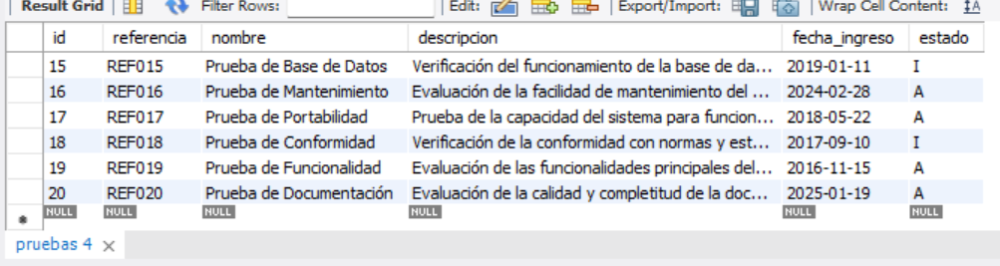 Result Grid Filter Rows: Edit: Export/Import: Wrap Cell Content:
id referencia nombre descripcion fecha_ingreso estado
15 REF015 Prueba de Base de Datos Verificación del funcionamiento de la base de da... 2019-01-11 I
16 REF016 Prueba de Mantenimiento Evaluación de la facilidad de mantenimiento del ... 2024-02-28 A
17 REF017 Prueba de Portabilidad Prueba de la capacidad del sistema para funcion... 2018-05-22 A
18 REF018 Prueba de Conformidad Verificación de la conformidad con normas y est... 2017-09-10 I
19 REF019 Prueba de Funcionalidad Evaluación de las funcionalidades principales del... 2016-11-15 A
20 REF020 Prueba de Documentación Evaluación de la calidad y completitud de la doc... 2025-01-19 A
NULL NULL NULL NULL NULL NULL
pruebas 4